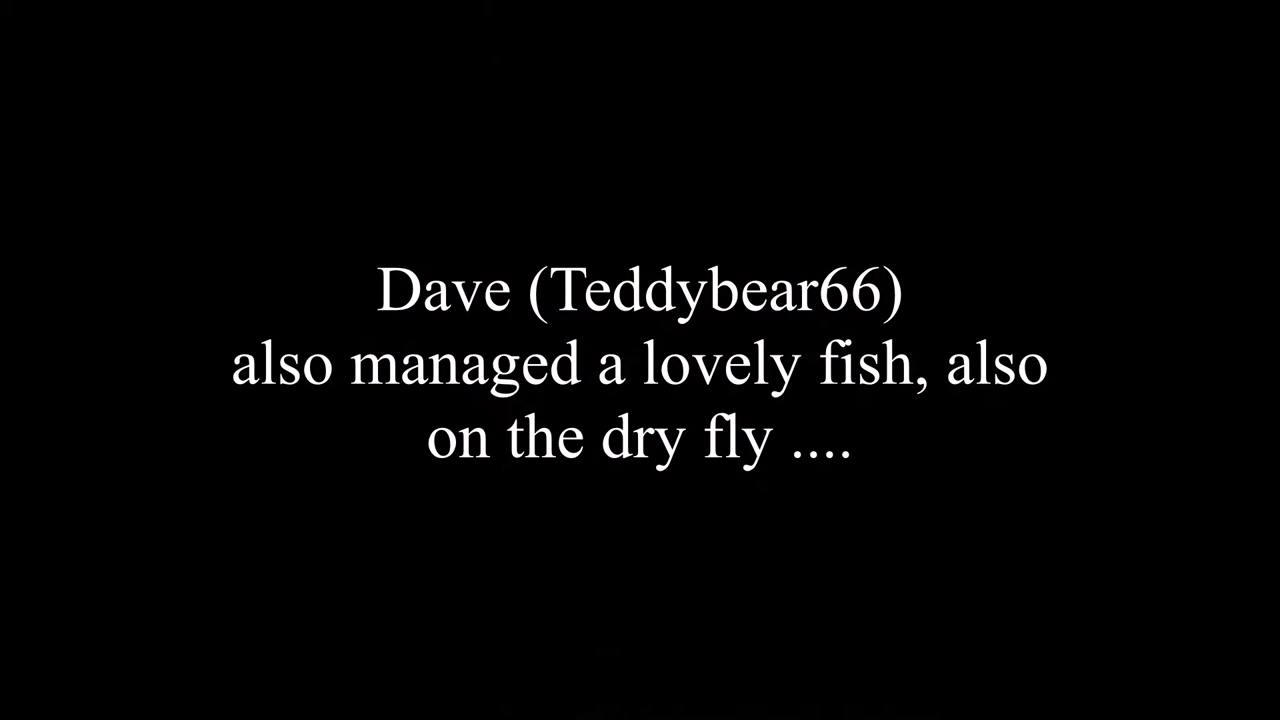 Dave (Teddybear66)
also managed a lovely fish, also
on the dry fly ....